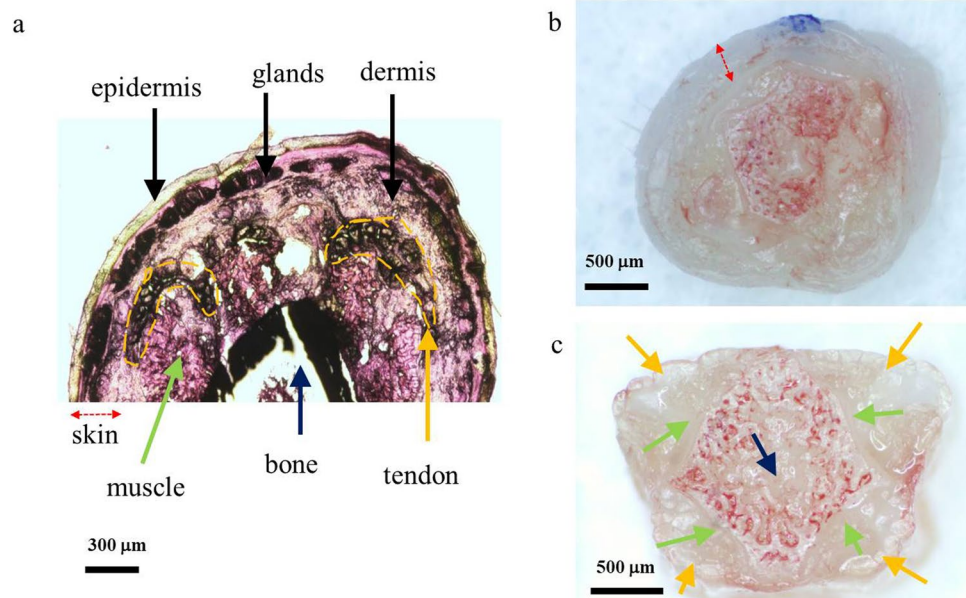 a
epidermis
glands
dermis
skin
muscle
bone
tendon
300 µm
b
500 µm
c
500 µm